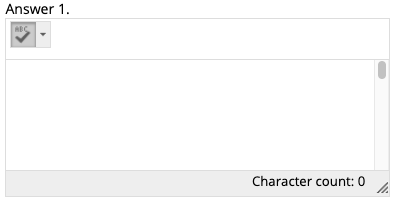 Answer 1.
ABC
Character count: 0